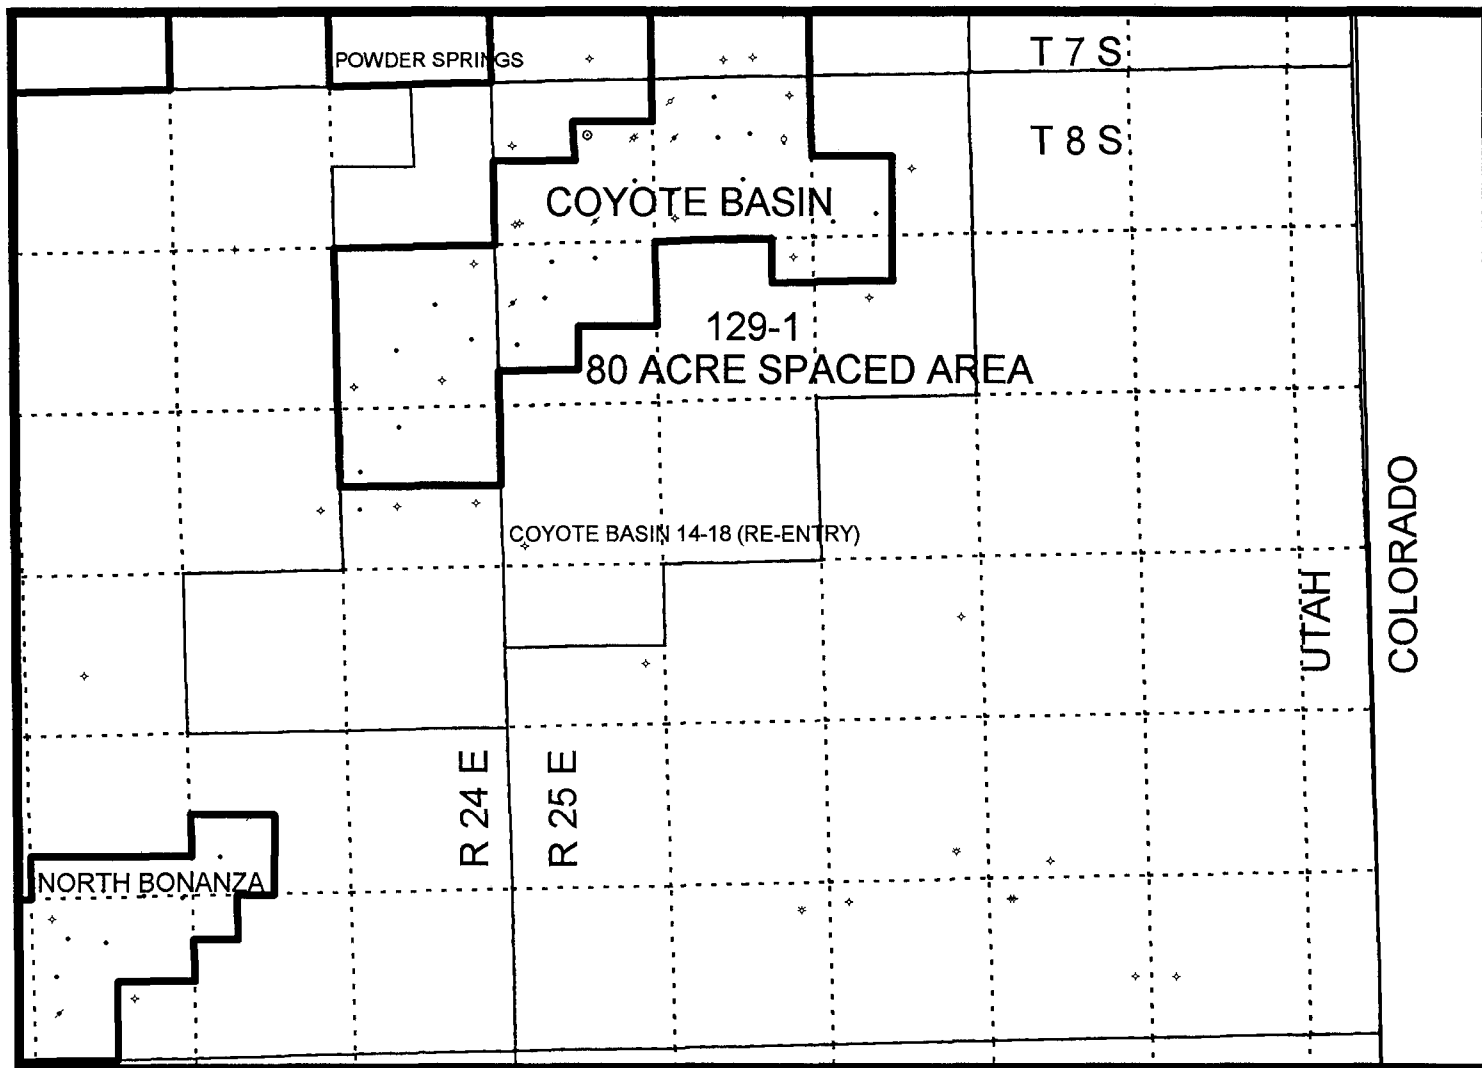 POWDER SPRINGS
T 7 S
T 8 S
COYOTE BASIN
129-1
80 ACRE SPACED AREA
COYOTE BASIN 14-18 (RE-ENTRY)
UTAH
COLORADO
R 24 E
R 25 E
NORTH BONANZA